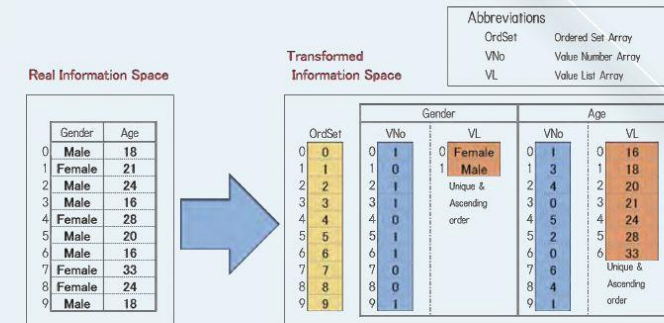 Abbreviations
OrdSet Ordered Set Array
VNo Value Number Array
VL Value List Array
Real Information Space
Transformed
Information Space
Gender Age
0 Male 18
1 Female 21
2 Male 24
3 Male 16
4 Female 28
5 Male 20
6 Male 16
7 Female 33
8 Female 24
9 Male 18
Gender Age
OrdSet VNo VL VNo VL
0 0 0 1 0 Female 0 1 0 16
1 1 1 0 1 Male 1 3 1 18
2 2 2 1 Unique & 2 4 2 20
3 3 3 1 Ascending 3 0 3 21
4 4 4 0 order 4 5 4 24
5 5 5 1 5 2 5 28
6 6 6 1 6 0 6 33
7 7 7 0 7 6 Unique &
8 8 8 0 8 4 Ascending
9 9 9 1 9 1 order